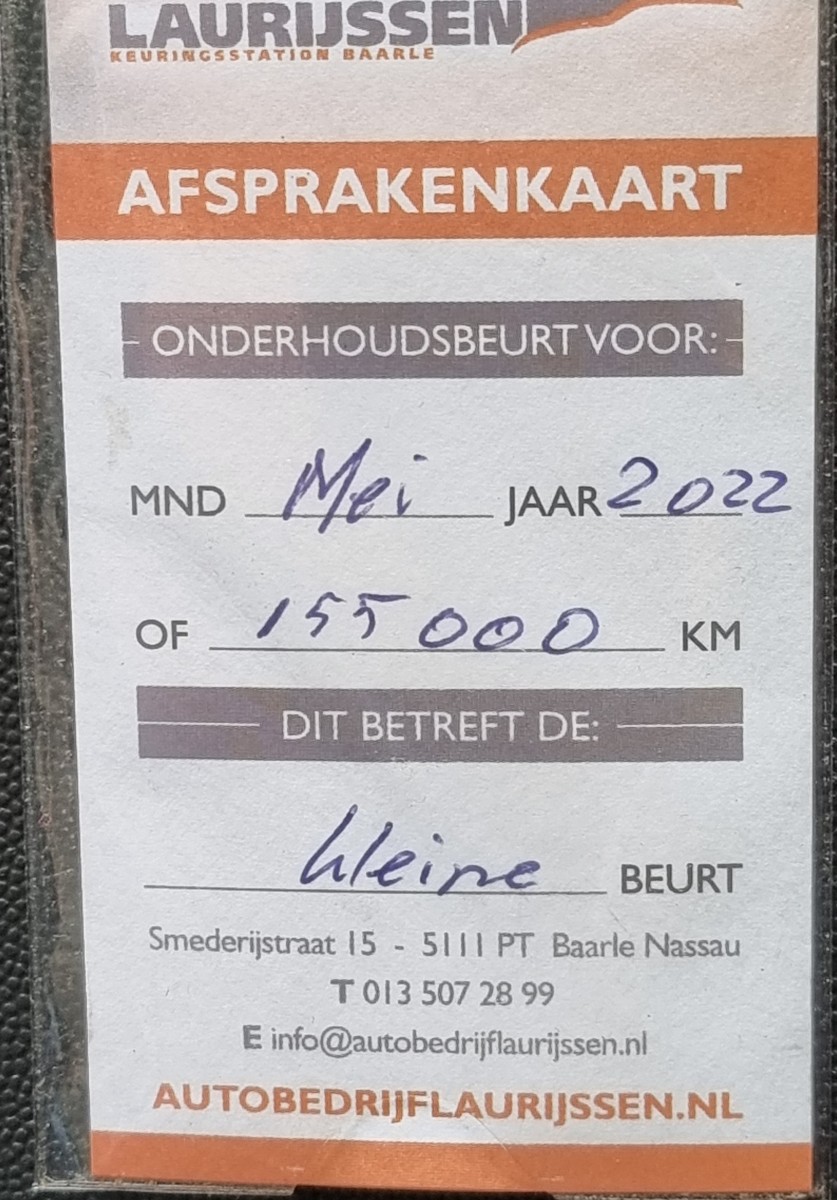 LAURIJSSEN
KEURINGSSTATION BAARLE
AFSPRAKENKAART
ONDERHOUDSBEURT VOOR:
MND Mei JAAR 2022
OF 155000 KM
DIT BETREFT DE:
kleine BEURT
Smederijstraat 15 - 5111 PT Baarle Nassau
T 013 507 28 99
E info@autobedrijflaurijssen.nl
AUTOBEDRIJFLAURIJSSEN.NL